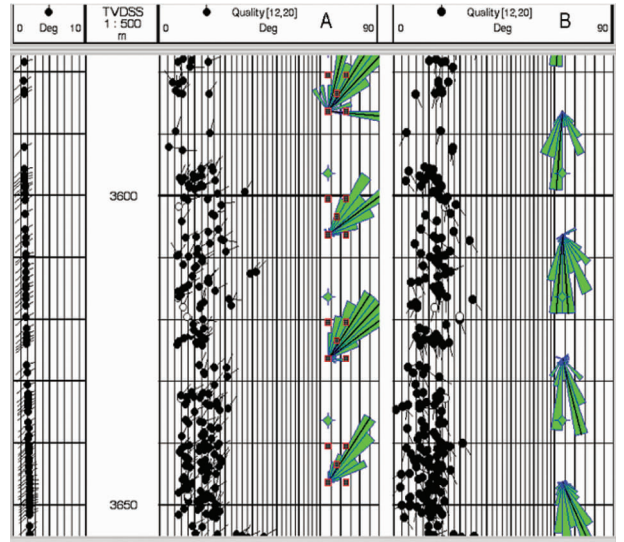 TVDSS
1 : 500
m
0 Deg 10
Quality [12,20]
A
0 Deg 90
Quality [12,20]
B
0 Deg 90
3600
3650